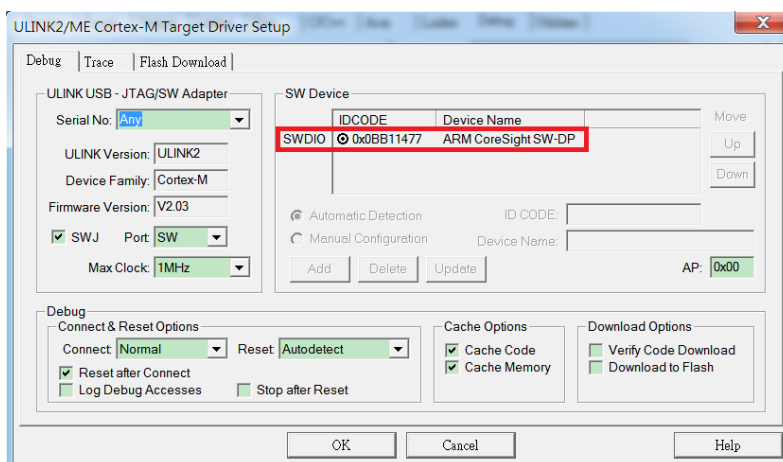 ULINK2/ME Cortex-M Target Driver Setup
Debug Trace Flash Download
ULINK USB - JTAG/SW Adapter
Serial No: Any
ULINK Version: ULINK2
Device Family: Cortex-M
Firmware Version: V2.03
SWJ Port: SW
Max Clock: 1MHz
SW Device
IDCODE Device Name
SWDIO 0x0BB11477 ARM CoreSight SW-DP
Move
Up
Down
Automatic Detection ID CODE:
Manual Configuration Device Name:
Add Delete Update AP: 0x00
Debug
Connect & Reset Options
Connect: Normal Reset: Autodetect
Reset after Connect
Log Debug Accesses Stop after Reset
Cache Options
Cache Code
Cache Memory
Download Options
Verify Code Download
Download to Flash
OK Cancel Help